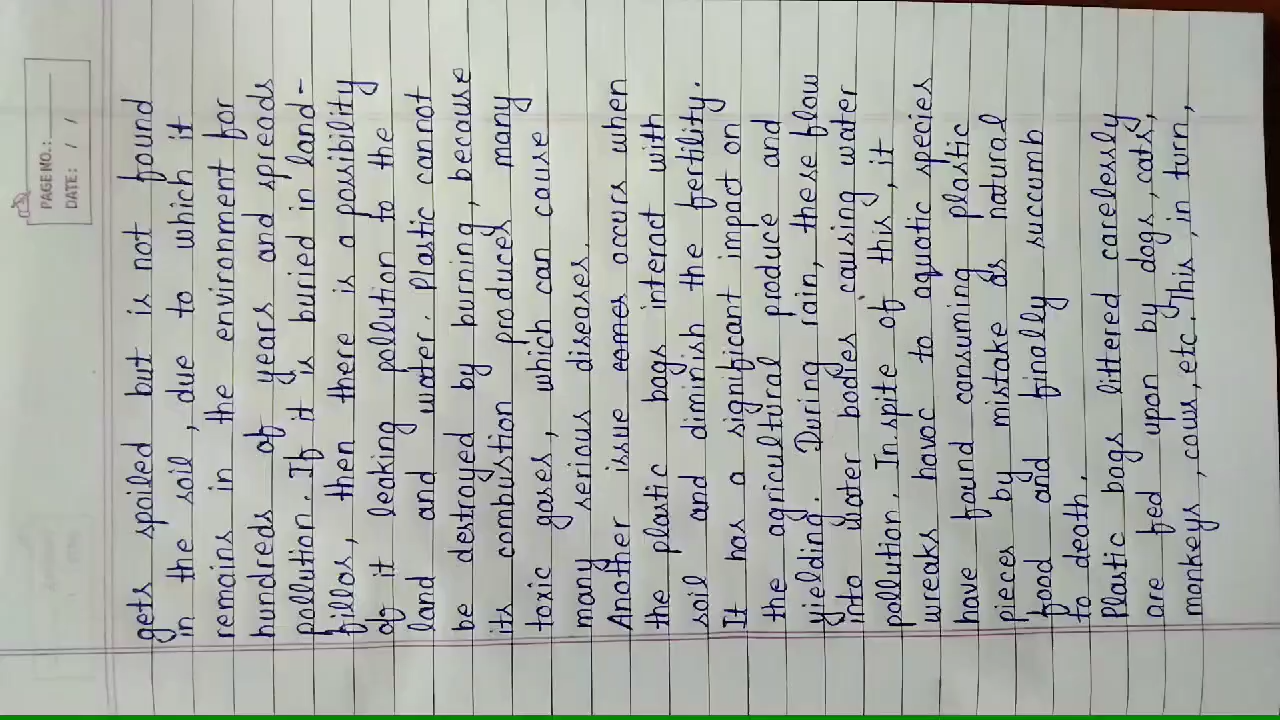 PAGE NO.:
DATE: / /
gets spoiled but is not found
in the soil, due to which it
remains in the environment for
hundreds of years and spreads
pollution. If it is buried in land-
fillas, then there is a possibility
of it leaking pollution to the
land and water. Plastic cannot
be destroyed by burning, because
its combustion produces many
toxic gases, which can cause
many serious diseases.
Another issue comes occurs when
the plastic bags interact with
soil and diminish the fertility.
It has a significant impact on
the agricultural produce and
yielding. During rain, these flow
into water bodies causing water
pollution. In spite of this, it
wreaks havoc to aquatic species
have found consuming plastic
pieces by mistake as natural
food and finally succumb
to death.
Plastic bags littered carelessly
are fed upon by dogs, cats,
monkeys, cows, etc. This, in turn,